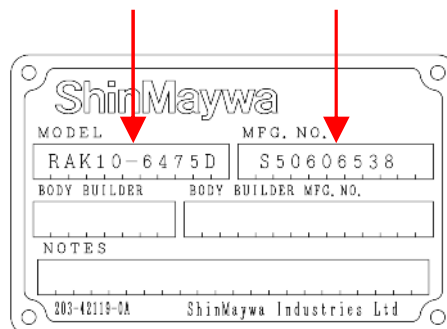 ShinMaywa
MODEL MFG. NO.
RAK10-6475D S50606538
BODY BUILDER BODY BUILDER MFG. NO.
NOTES
203-42119-0A ShinMaywa Industries Ltd